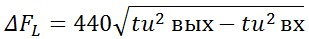 ΔF_L = 440√(tu² вых − tu² вх)